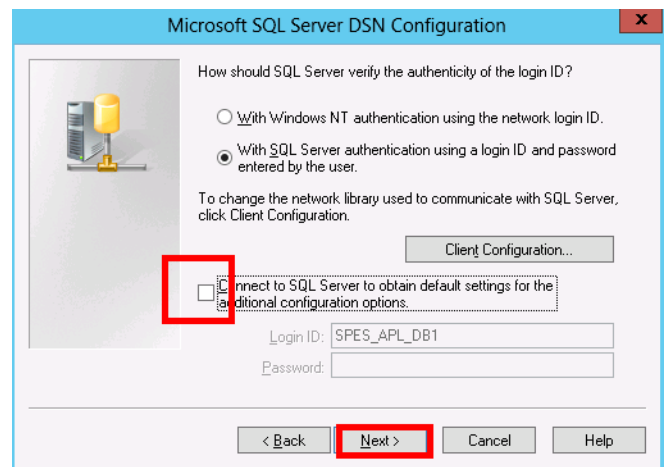 Microsoft SQL Server DSN Configuration
x
How should SQL Server verify the authenticity of the login ID?
With Windows NT authentication using the network login ID.
With SQL Server authentication using a login ID and password
entered by the user.
To change the network library used to communicate with SQL Server,
click Client Configuration.
Client Configuration...
Connect to SQL Server to obtain default settings for the
additional configuration options.
Login ID: SPES_APL_DB1
Password:
< Back Next > Cancel Help